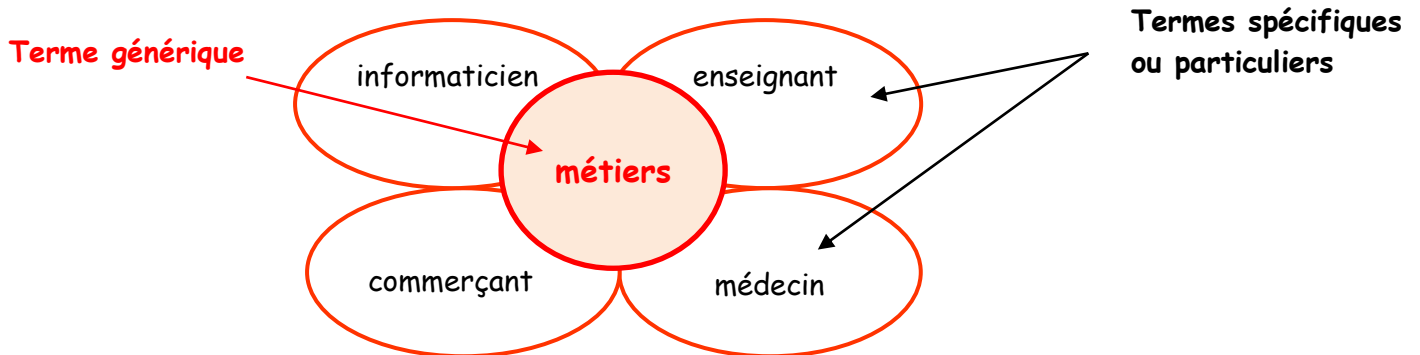 Terme générique
informaticien
enseignant
Termes spécifiques
ou particuliers
métiers
commerçant
médecin